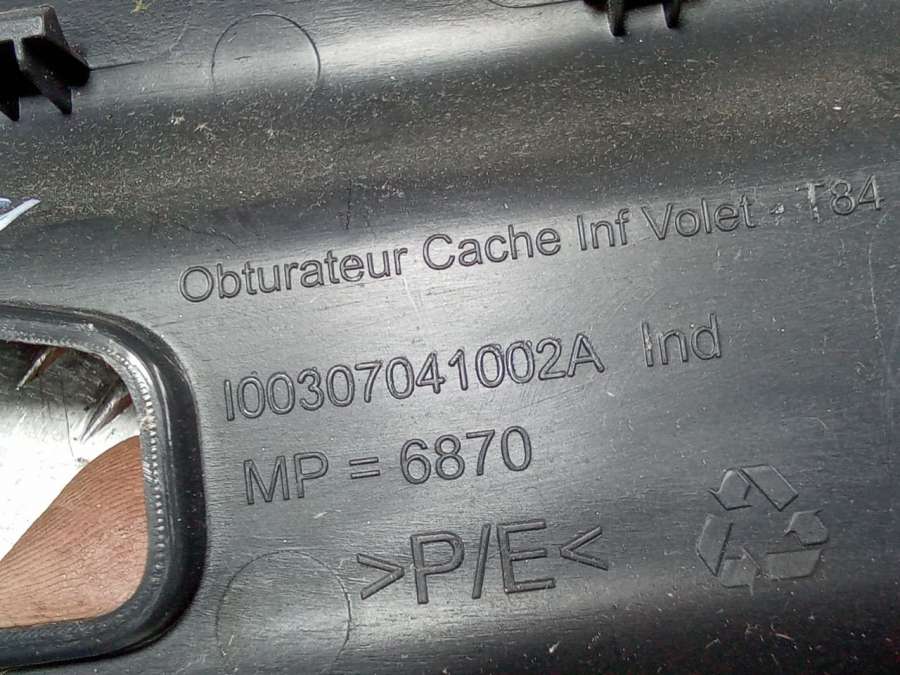 Obturateur Cache Inf Volet - T84
I00307041002A Ind
MP = 6870
>P/E<